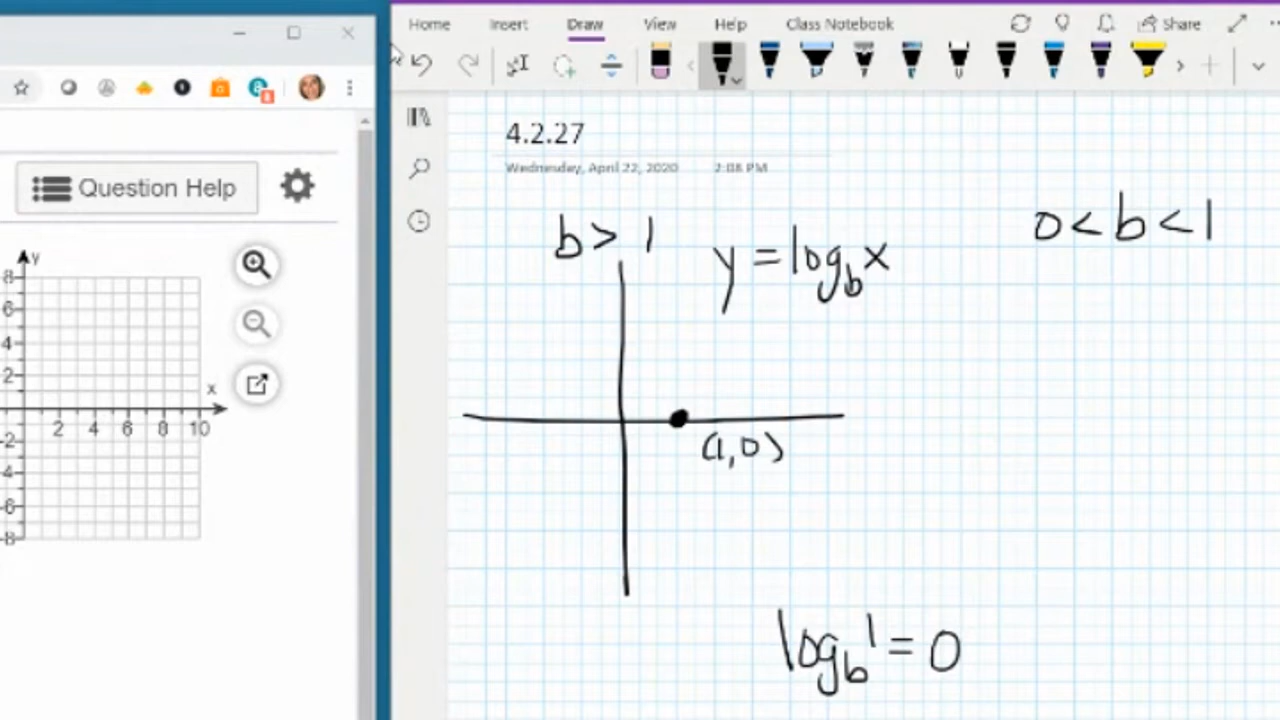 Question Help
y
8
6
4
2
x
2 4 6 8 10
-2
-4
-6
-8
Home Insert Draw View Help Class Notebook Share
4.2.27
Wednesday, April 22, 2020 2:08 PM
b > 1
y = log_b x
0 < b < 1
(1,0)
log_b 1 = 0